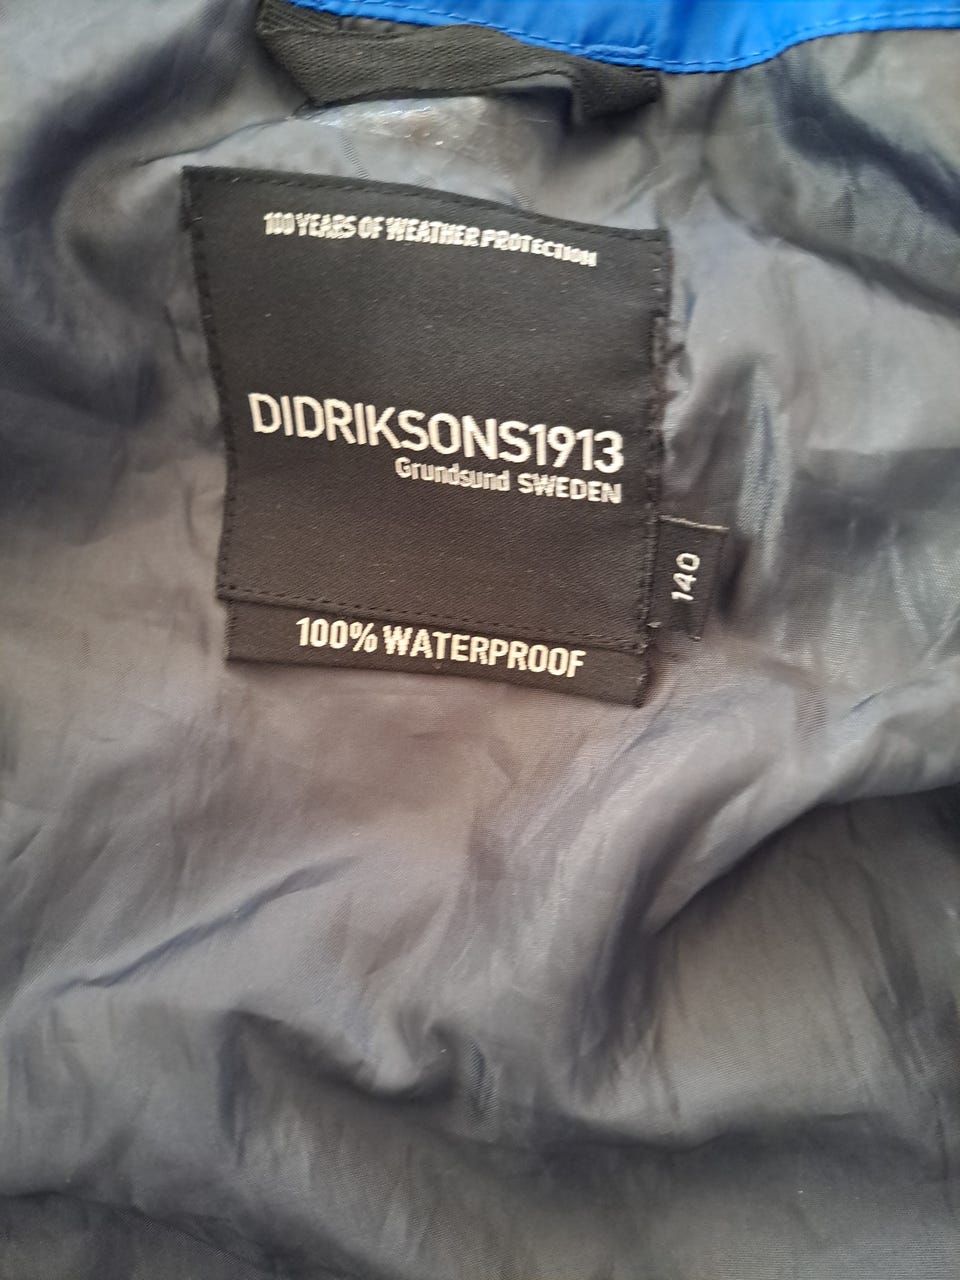 100 YEARS OF WEATHER PROTECTION
DIDRIKSONS1913
Grundsund SWEDEN
140
100% WATERPROOF